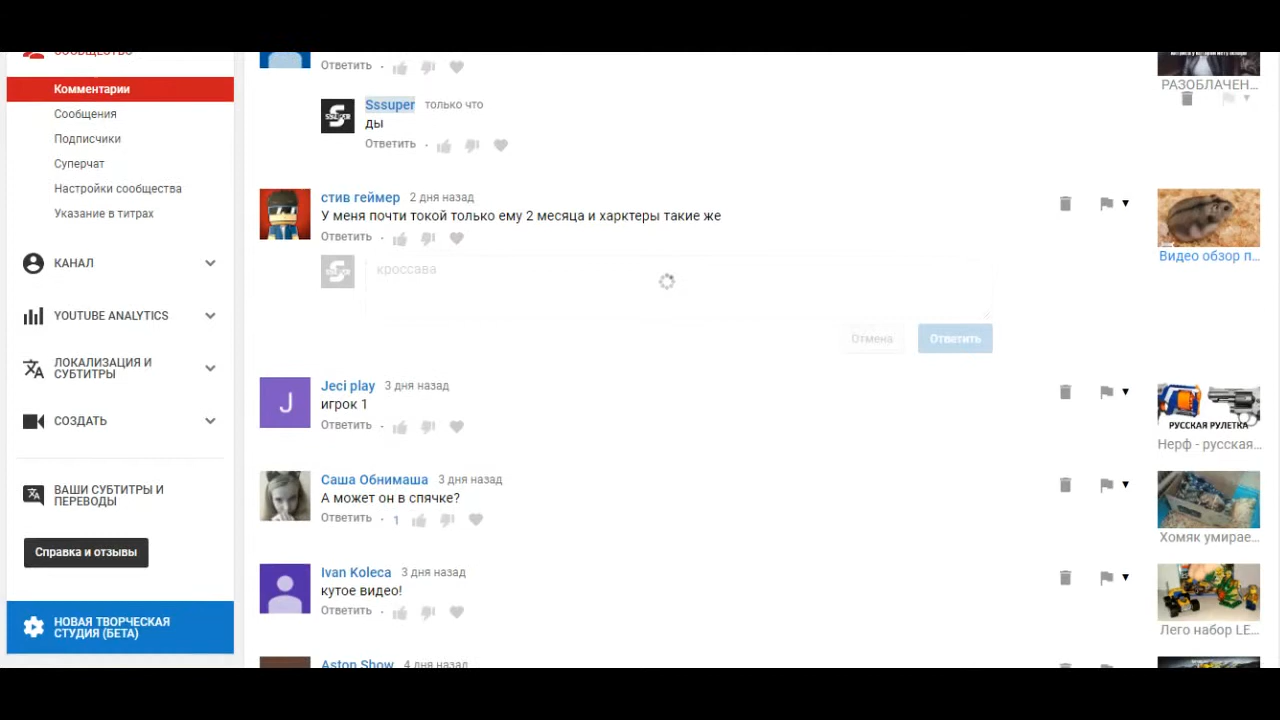 СООБЩЕСТВО
Комментарии
Сообщения
Подписчики
Суперчат
Настройки сообщества
Указание в титрах
КАНАЛ
YOUTUBE ANALYTICS
ЛОКАЛИЗАЦИЯ И
СУБТИТРЫ
СОЗДАТЬ
ВАШИ СУБТИТРЫ И
ПЕРЕВОДЫ
Справка и отзывы
НОВАЯ ТВОРЧЕСКАЯ
СТУДИЯ (БЕТА)
Ответить
РАЗОБЛАЧЕН...
Sssuper только что
ды
Ответить
стив геймер 2 дня назад
У меня почти токой только ему 2 месяца и харктеры такие же
Ответить
Видео обзор п...
кроссава
Отмена Ответить
Jeci play 3 дня назад
J
игрок 1
Ответить
РУССКАЯ РУЛЕТКА
Нерф - русская...
Саша Обнимаша 3 дня назад
А может он в спячке?
Ответить 1
Хомяк умирае...
Ivan Koleca 3 дня назад
кутое видео!
Ответить
Лего набор LE...
Aston Show 4 дня назад